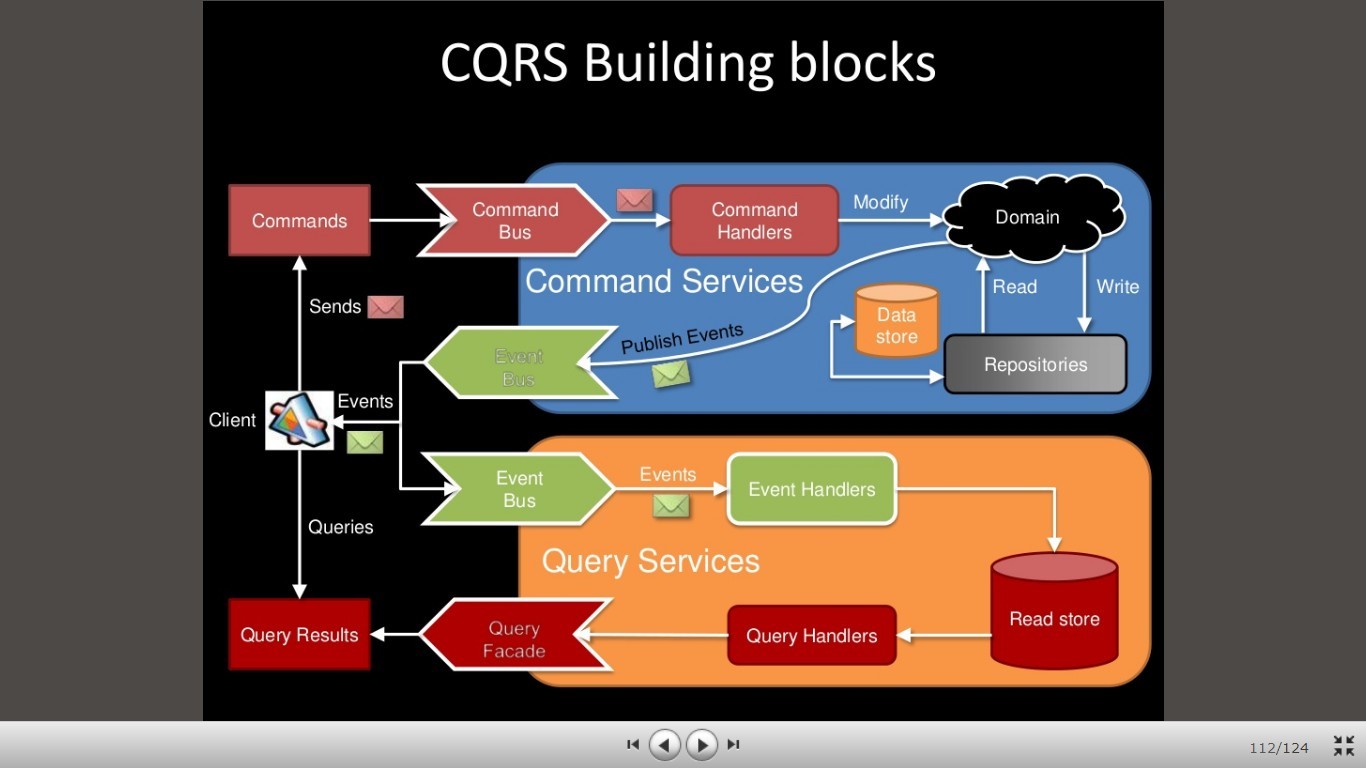 CQRS Building blocks
Commands
Command
Bus
Command
Handlers
Modify
Domain
Command Services
Sends
Read
Write
Data
store
Publish Events
Event
Bus
Repositories
Client
Events
Event
Bus
Events
Event Handlers
Queries
Query Services
Query Results
Query
Facade
Query Handlers
Read store
112/124